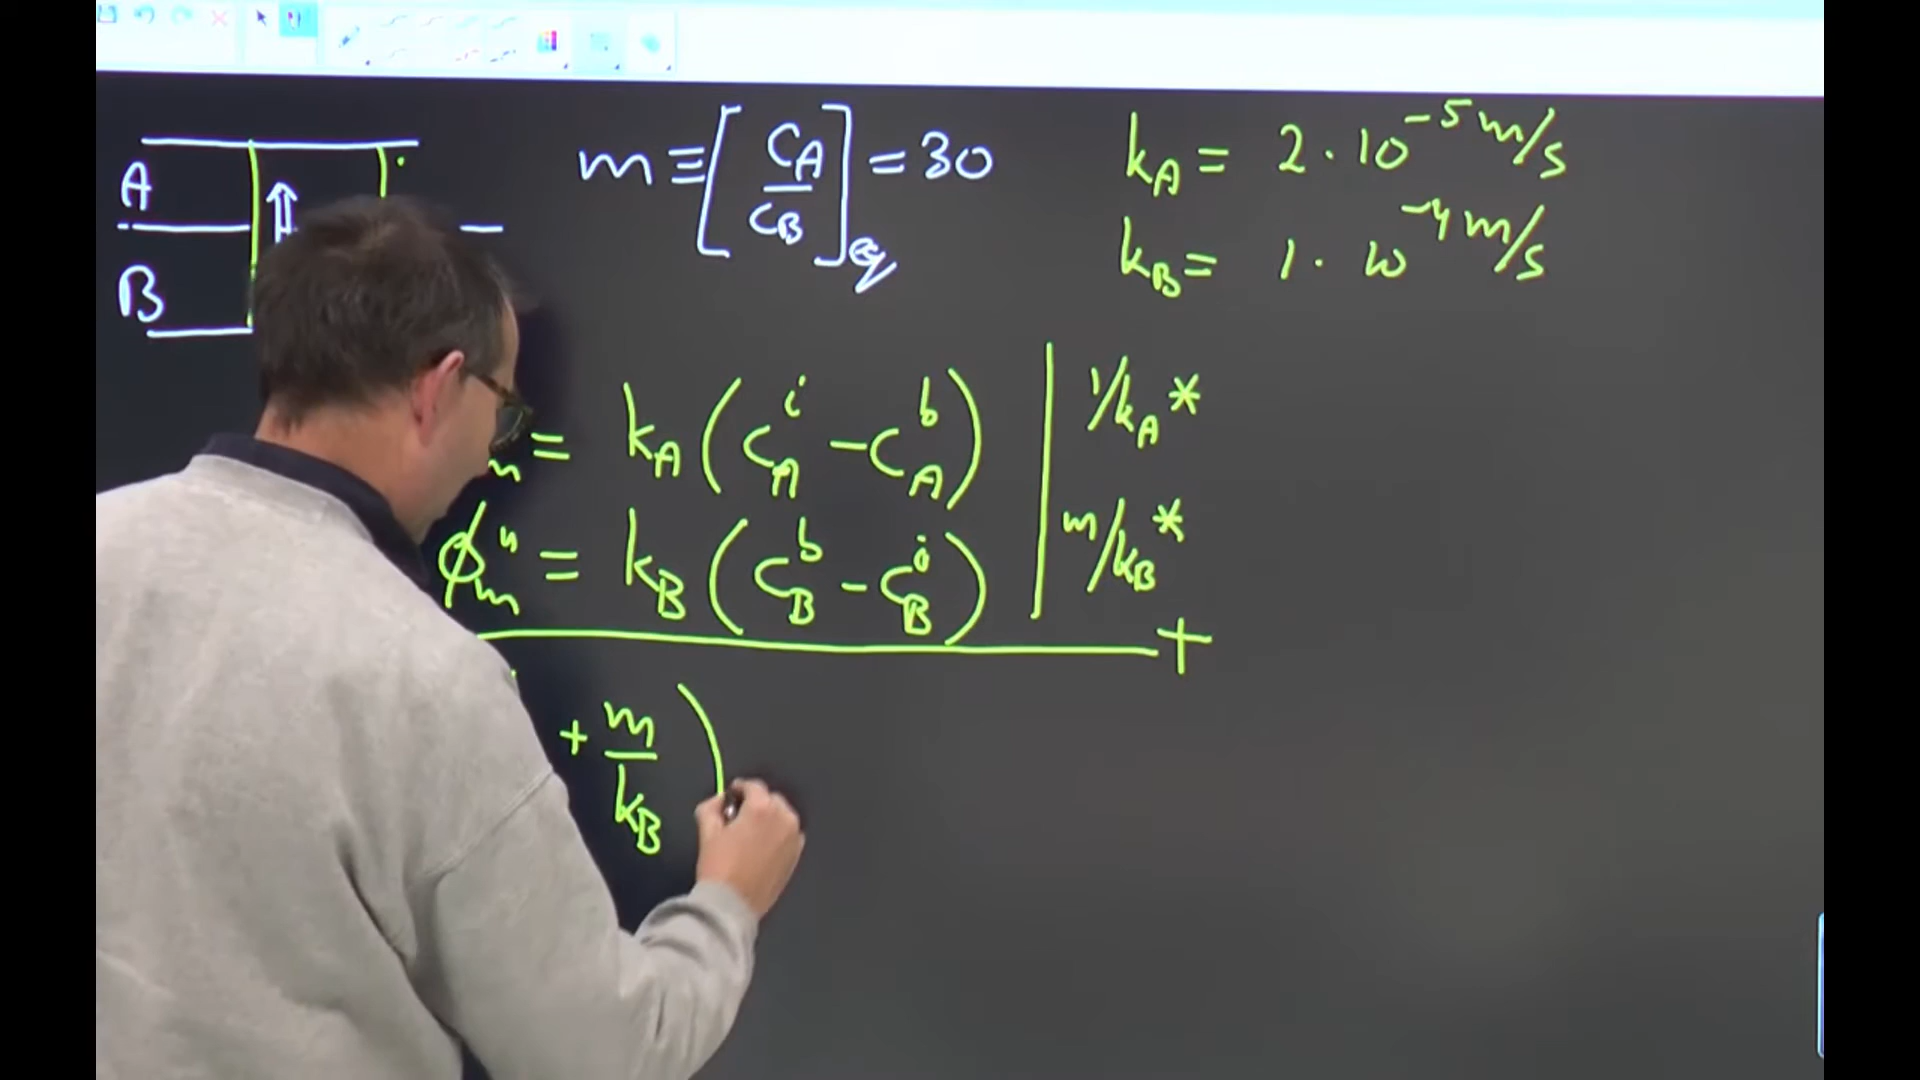 A
B
m ≡ [C_A / C_B]_eq = 30
k_A = 2 · 10^-5 m/s
k_B = 1 · 10^-4 m/s
m = k_A (C_A^i - C_A^b) | 1/k_A *
ϕ_m'' = k_B (C_B^b - C_B^i) | m/k_B *
+
+ m/k_B )